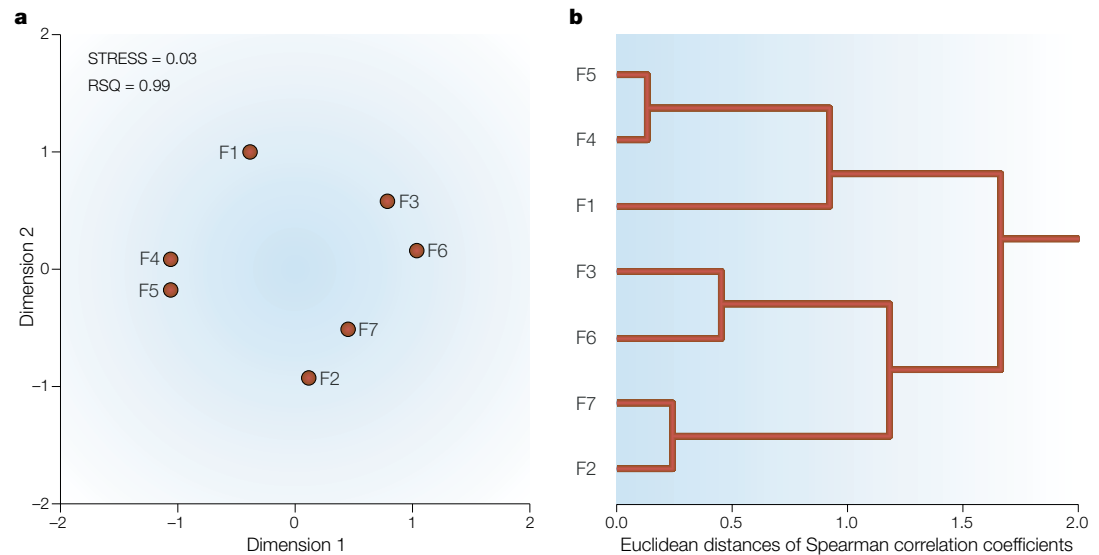 a
2
1
0
−1
−2
Dimension 2
STRESS = 0.03
RSQ = 0.99
F1
F3
F6
F4
F5
F7
F2
−2
−1
0
1
2
Dimension 1
b
F5
F4
F1
F3
F6
F7
F2
0.0
0.5
1.0
1.5
2.0
Euclidean distances of Spearman correlation coefficients